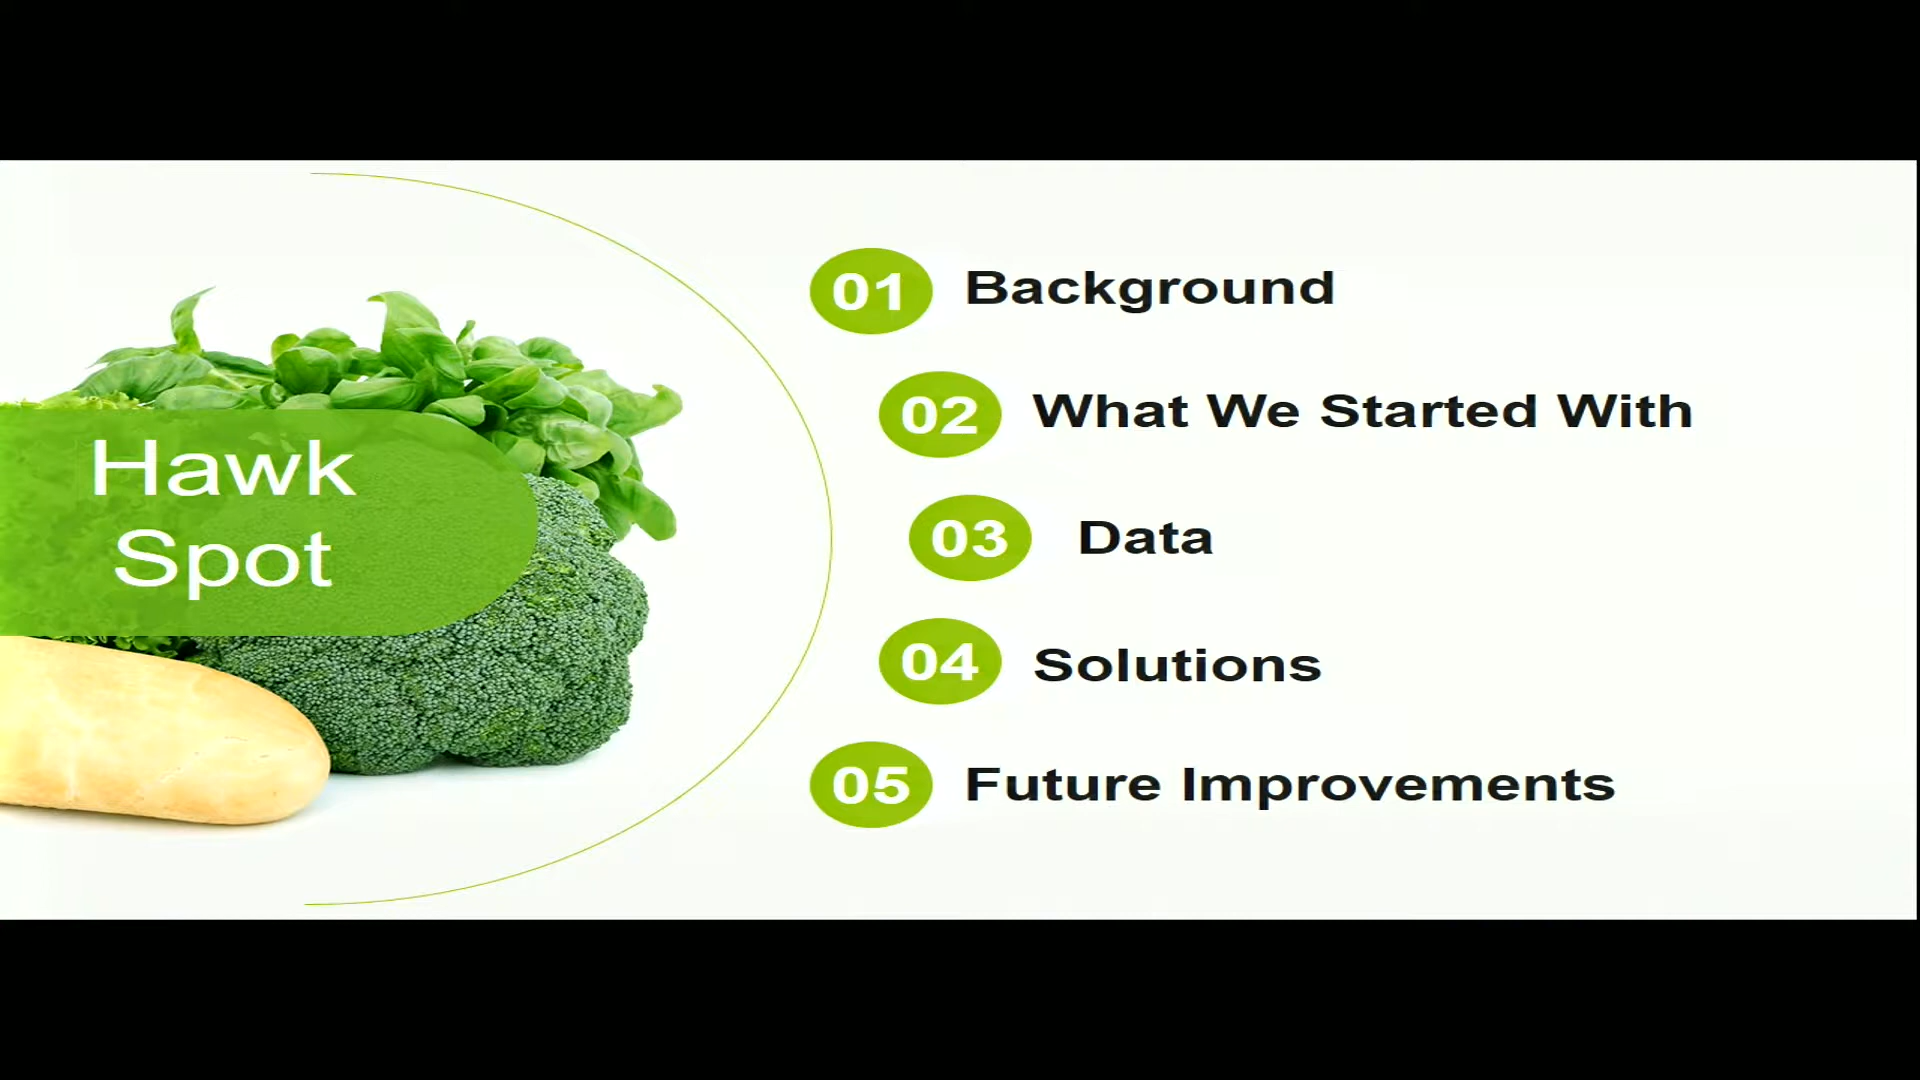 Hawk
Spot
01 Background
02 What We Started With
03 Data
04 Solutions
05 Future Improvements